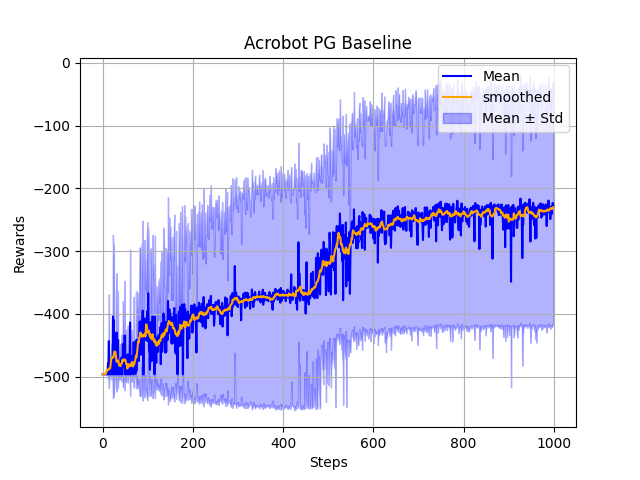 Acrobot PG Baseline
Mean
smoothed
Mean ± Std
Rewards
0
−100
−200
−300
−400
−500
0
200
400
600
800
1000
Steps